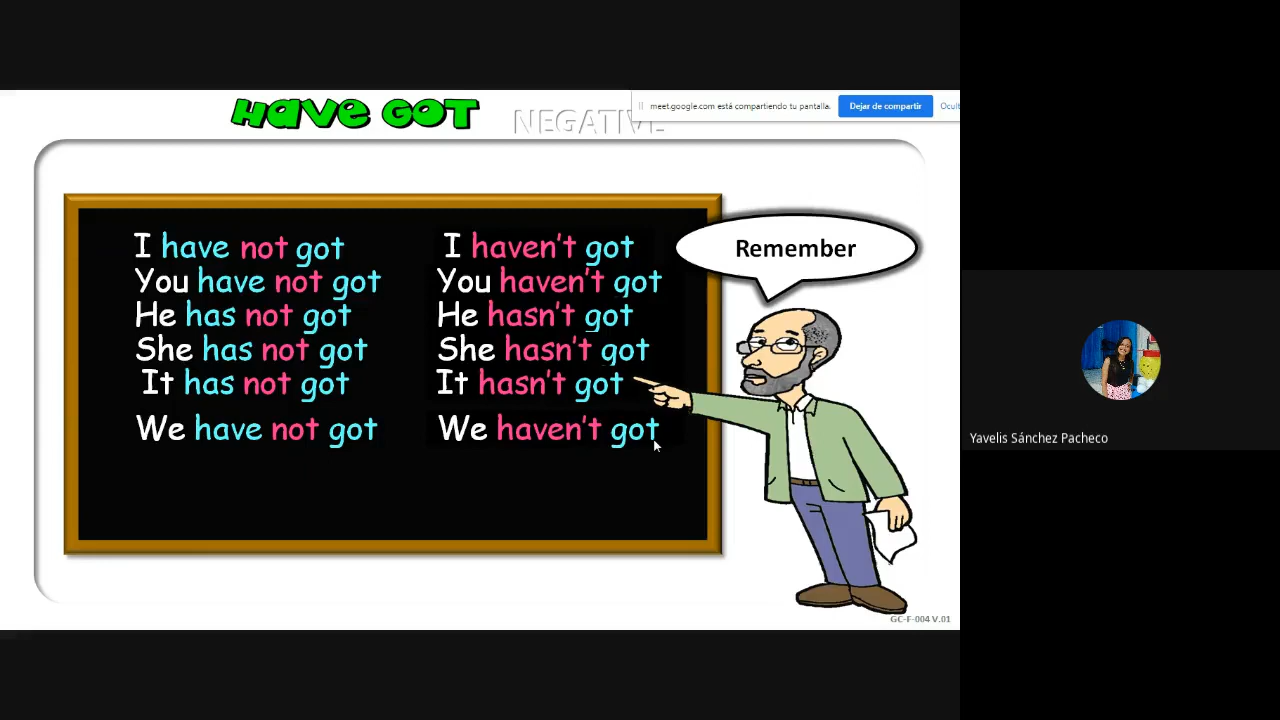 Have Got
NEGATIVE
meet.google.com está compartiendo tu pantalla.
Dejar de compartir
Ocult
I have not got
I haven't got
You have not got
You haven't got
He has not got
He hasn't got
She has not got
She hasn't got
It has not got
It hasn't got
We have not got
We haven't got
Remember
Yavelis Sánchez Pacheco
GC-F-004 V.01